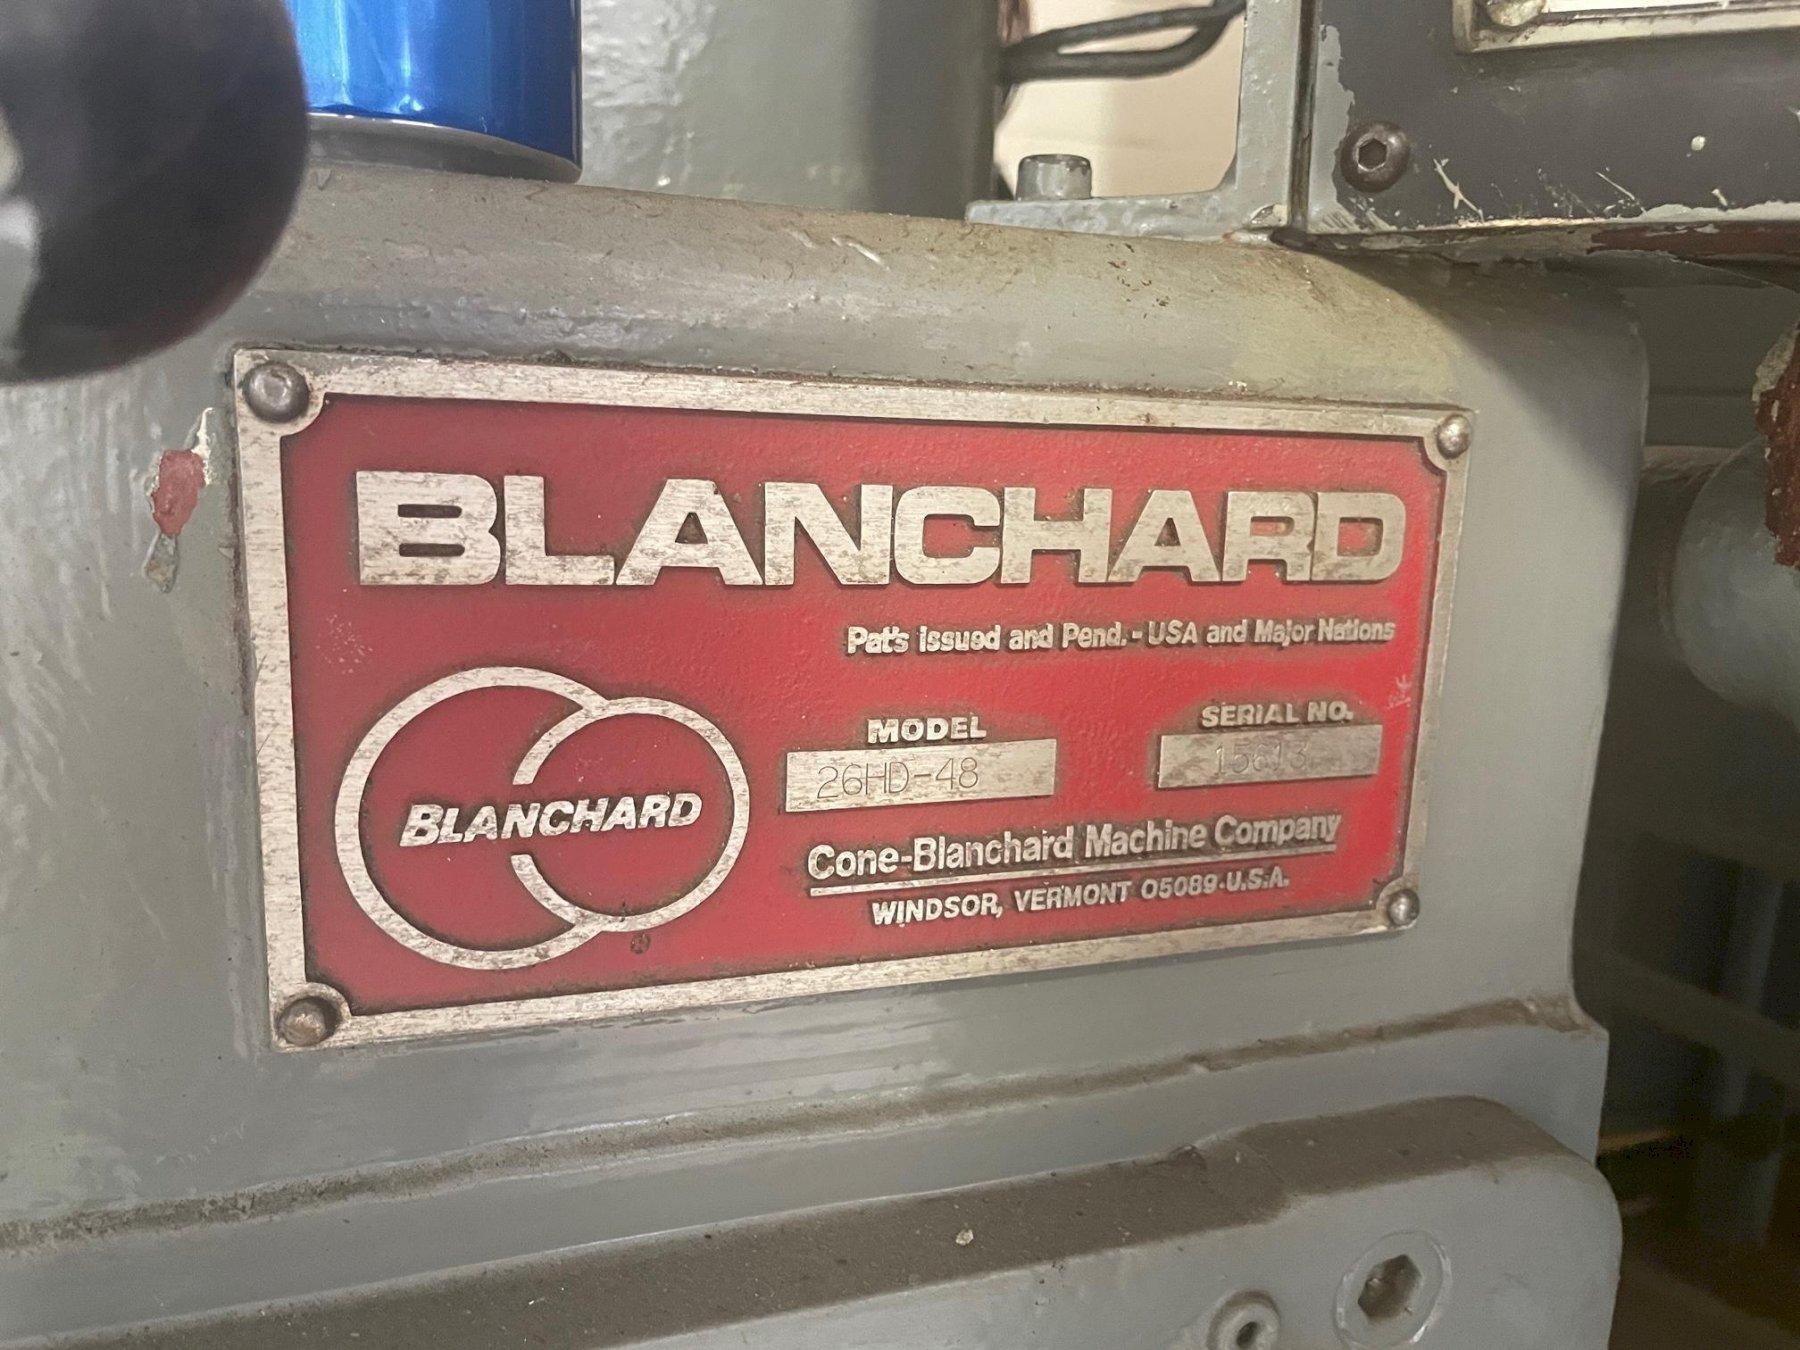 BLANCHARD
Pat's Issued and Pend. - USA and Major Nations
MODEL
26HD-48
SERIAL NO.
15613
BLANCHARD
®
Cone-Blanchard Machine Company
WINDSOR, VERMONT 05089·U.S.A.